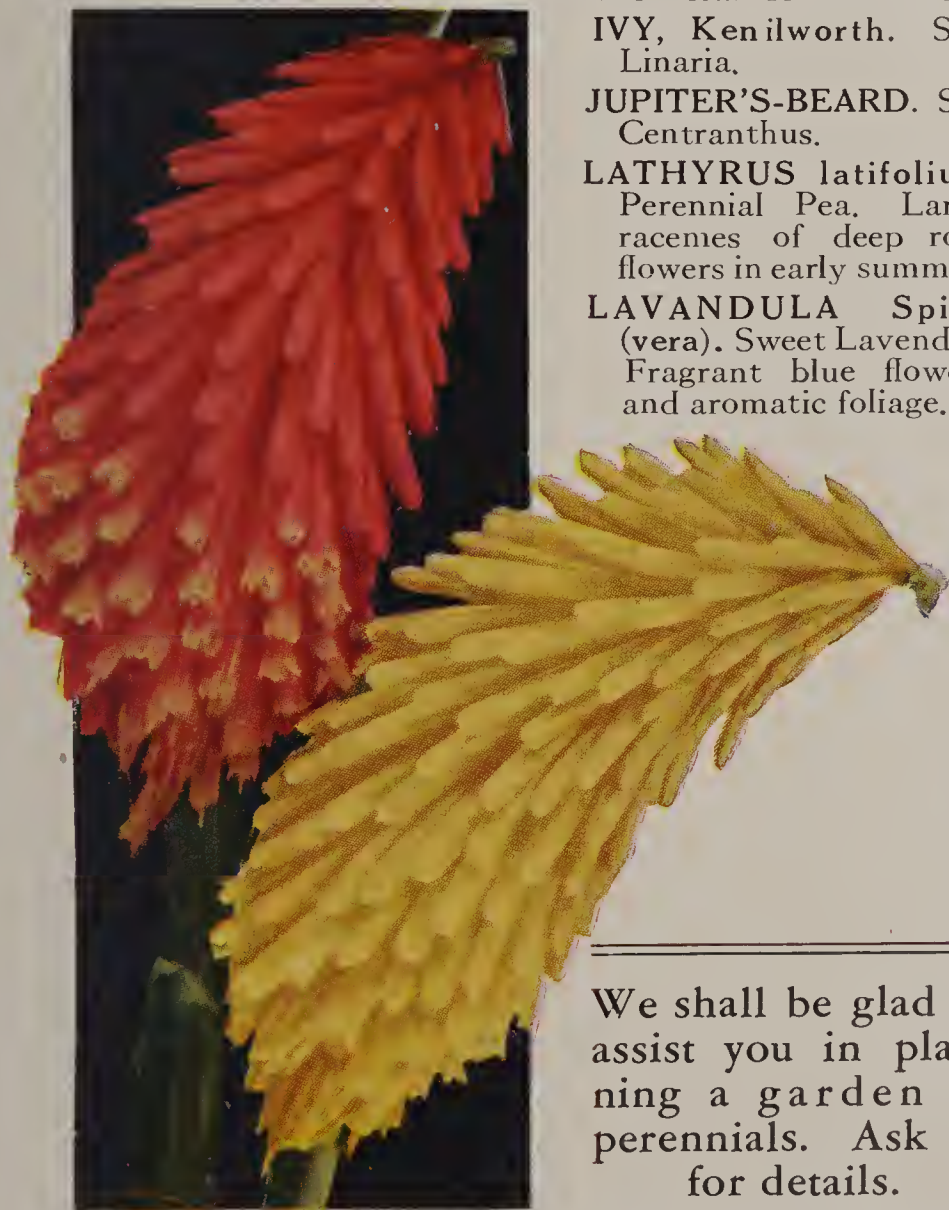 IVY, Kenilworth. S
Linaria.
JUPITER'S-BEARD. S
Centranthus.
LATHYRUS latifoliu
Perennial Pea. Lar
racemes of deep ro
flowers in early summ
LAVANDULA Spi
(vera). Sweet Lavend
Fragrant blue flow
and aromatic foliage.
We shall be glad
assist you in pla
ning a garden
perennials. Ask
for details.